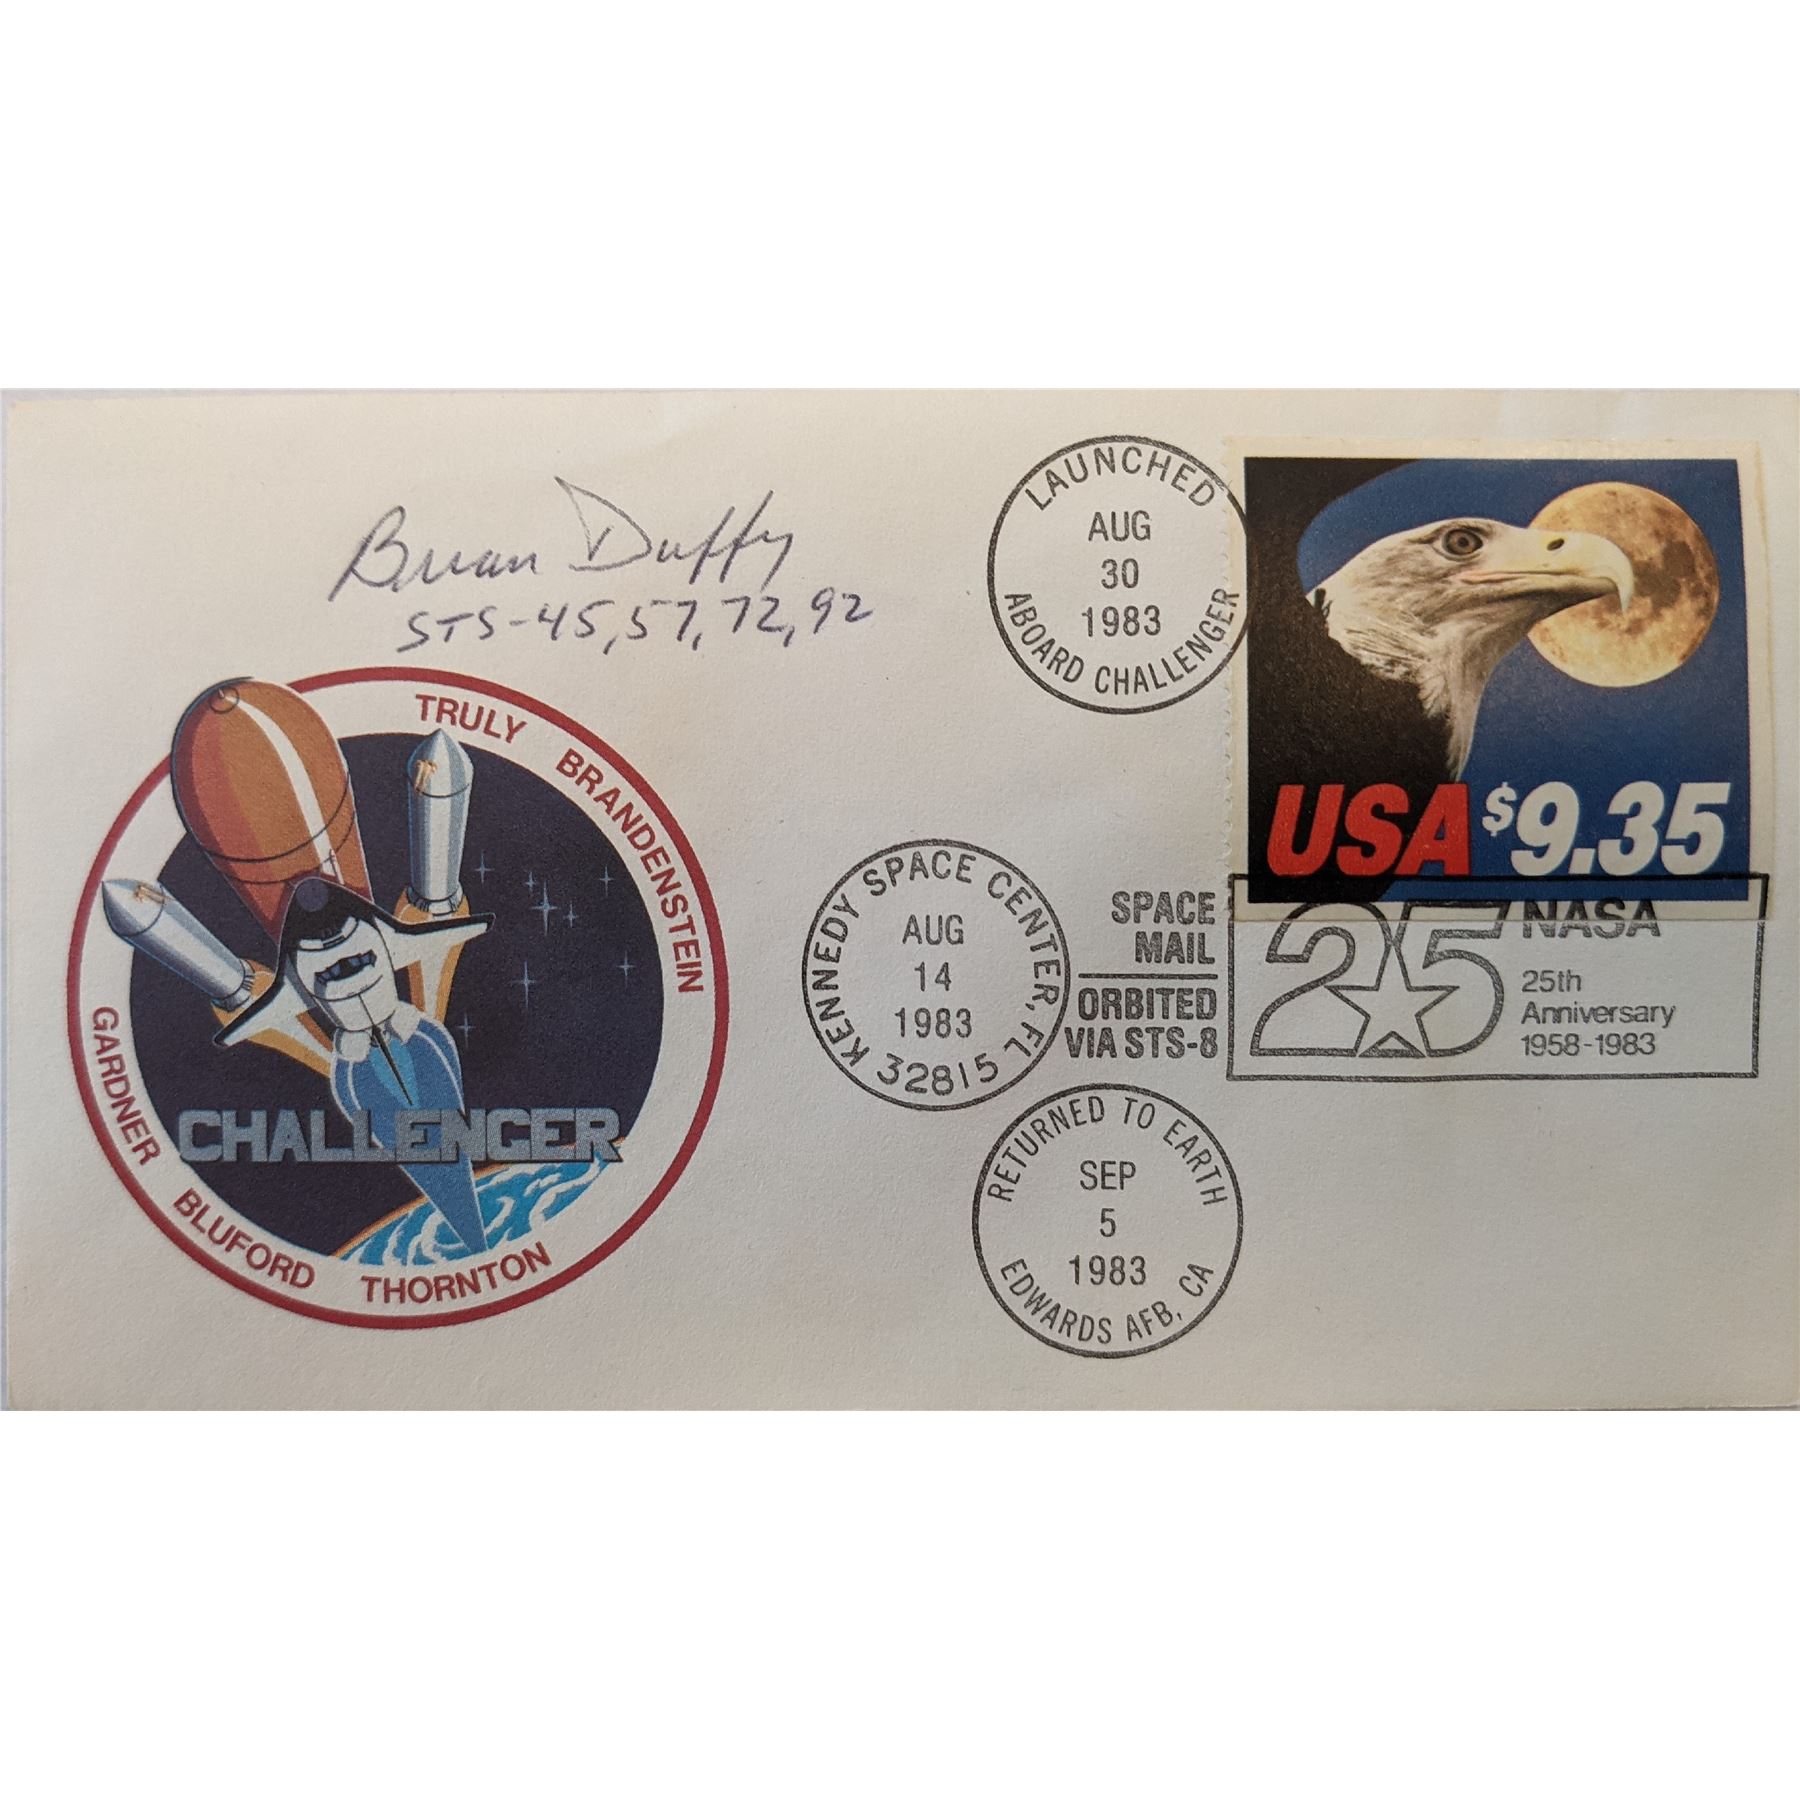 Brian Duffy
STS-45,57,72,92
LAUNCHED
AUG
30
1983
ABOARD CHALLENGER
USA $9.35
TRULY BRANDENSTEIN
GARDNER BLUFORD THORNTON
CHALLENGER
KENNEDY SPACE CENTER, FL
AUG
14
1983
32815
SPACE
MAIL
ORBITED
VIA STS-8
25
NASA
25th
Anniversary
1958-1983
RETURNED TO EARTH
SEP
5
1983
EDWARDS AFB, CA